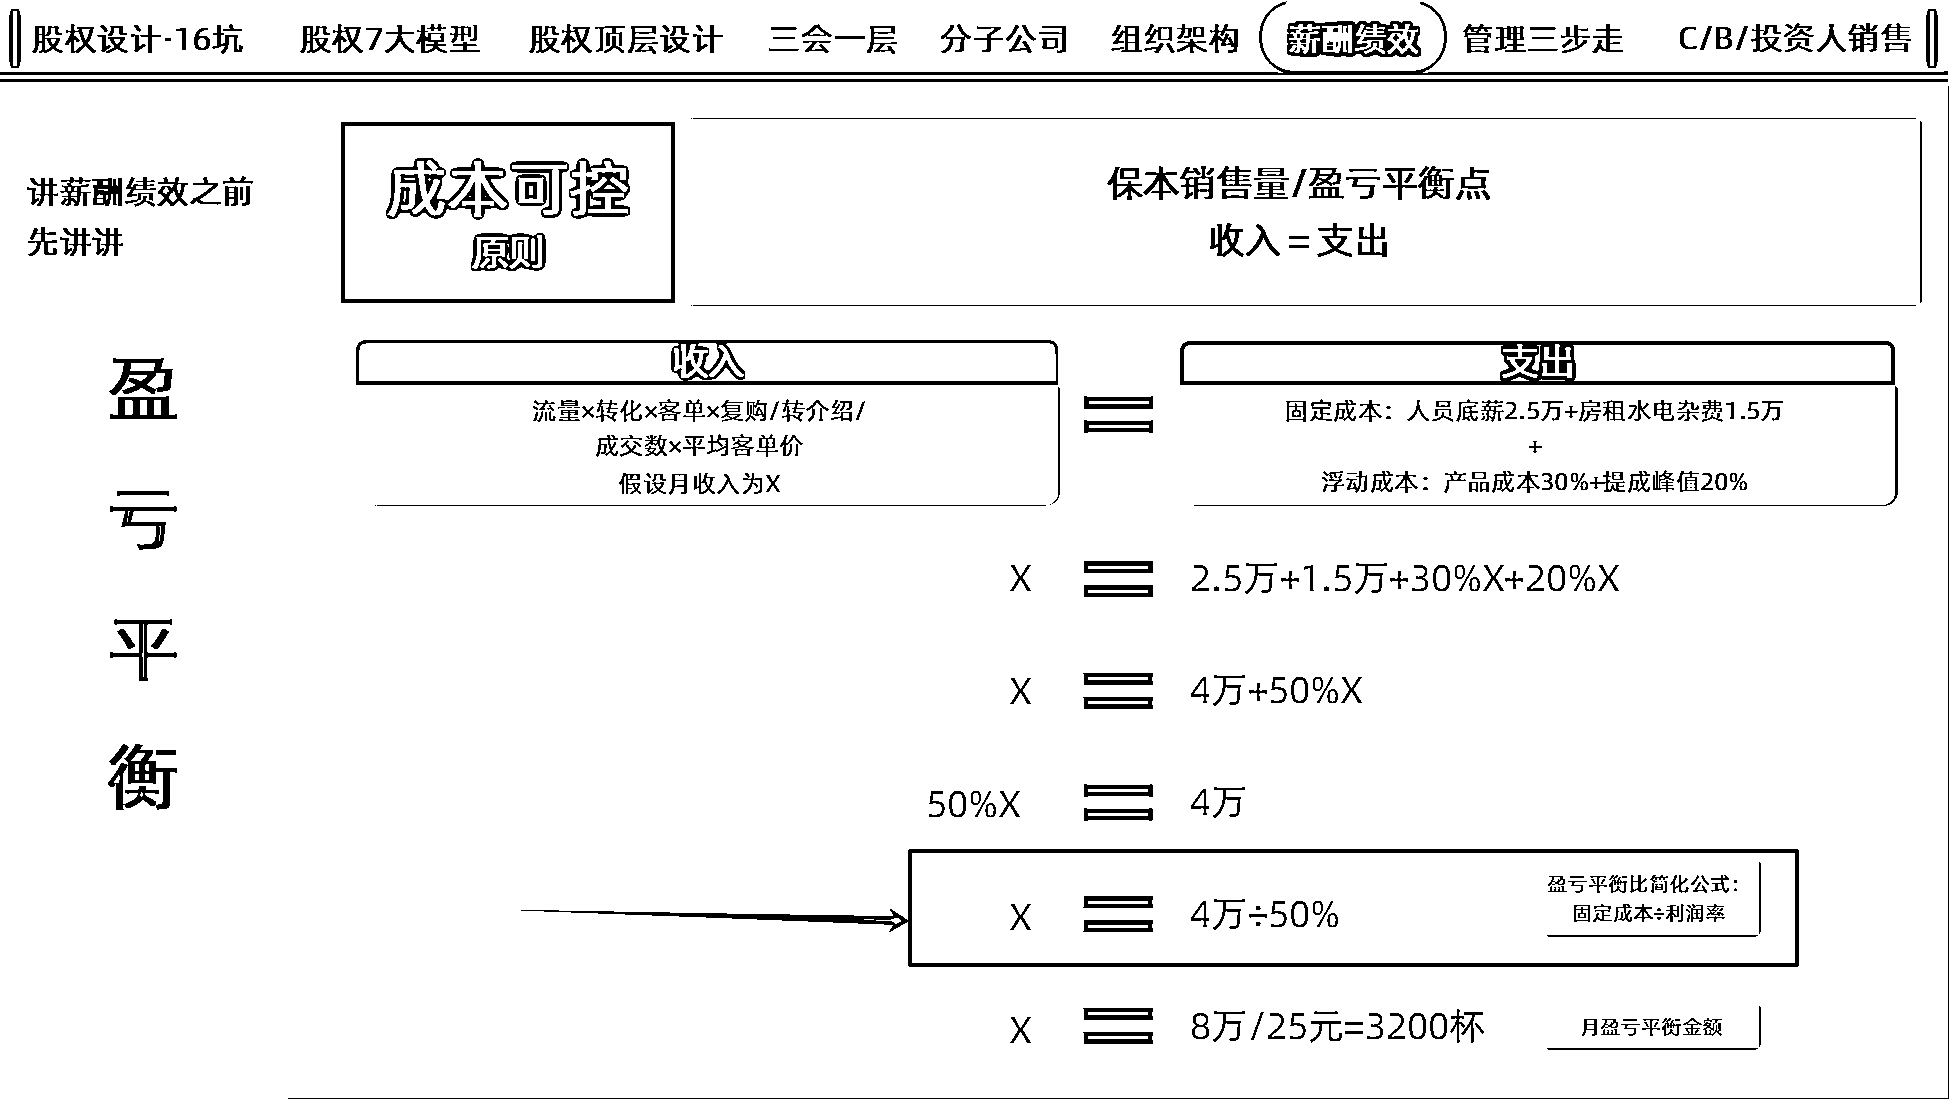 股权设计-16坑
股权7大模型
股权顶层设计
三会一层
分子公司
组织架构
薪酬绩效
管理三步走
C/B/投资人销售
讲薪酬绩效之前
先讲讲
盈
亏
平
衡
成本可控
原则
保本销售量/盈亏平衡点
收入=支出
收入
流量×转化×客单×复购/转介绍/
成交数×平均客单价
假设月收入为X
=
支出
固定成本：人员底薪2.5万+房租水电杂费1.5万
+
浮动成本：产品成本30%+提成峰值20%
X = 2.5万+1.5万+30%X+20%X
X = 4万+50%X
50%X = 4万
X = 4万÷50%
盈亏平衡比简化公式：
固定成本÷利润率
X = 8万/25元=3200杯
月盈亏平衡金额